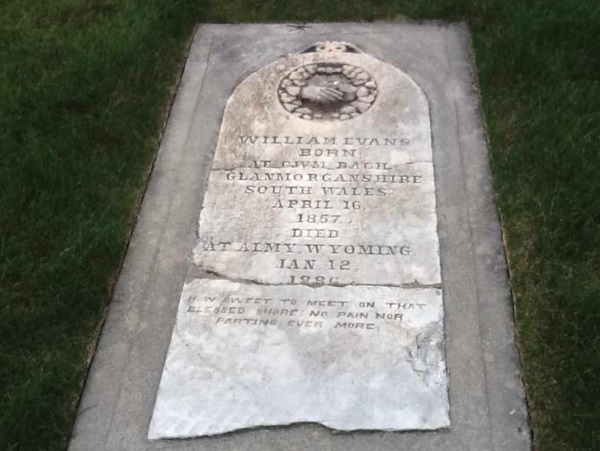 WILLIAM EVANS
BORN
AT CWM BACH
GLANMORGANSHIRE
SOUTH WALES
APRIL 16
1857
DIED
AT ALMY, WYOMING
JAN 12
1886
HOW SWEET TO MEET ON THAT
BLESSED SHORE NO PAIN NOR
PARTING EVER MORE